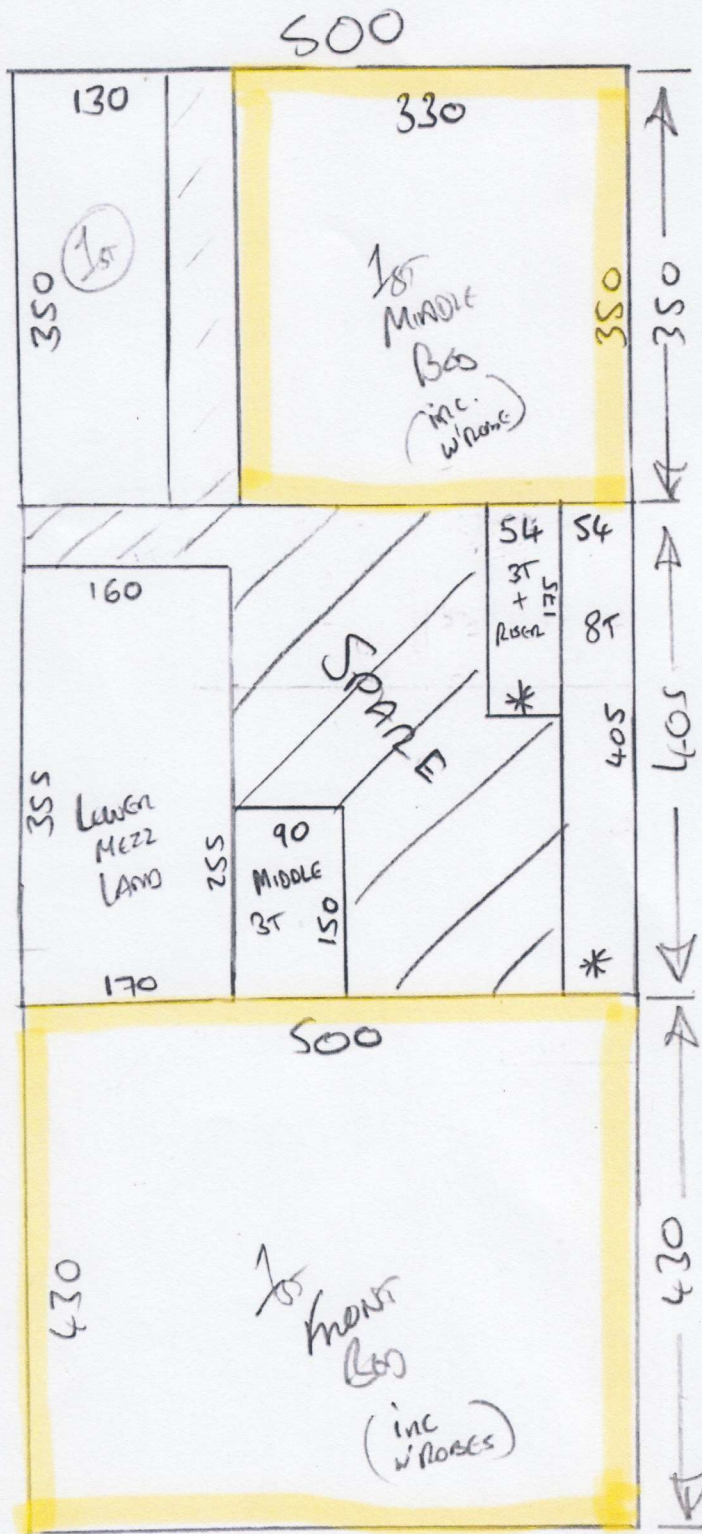 500
130
330
1ST
350
1ST
MIDDLE
BED
(inc.
W'ROBE)
350
350
54
3T
+
RISER
175
*
54
8T
405
*
405
160
SPARE
355
LOWER
MEZZ
LAND
255
170
90
MIDDLE
3T
150
500
430
1ST
FRONT
BED
(inc
W'ROBES)
430